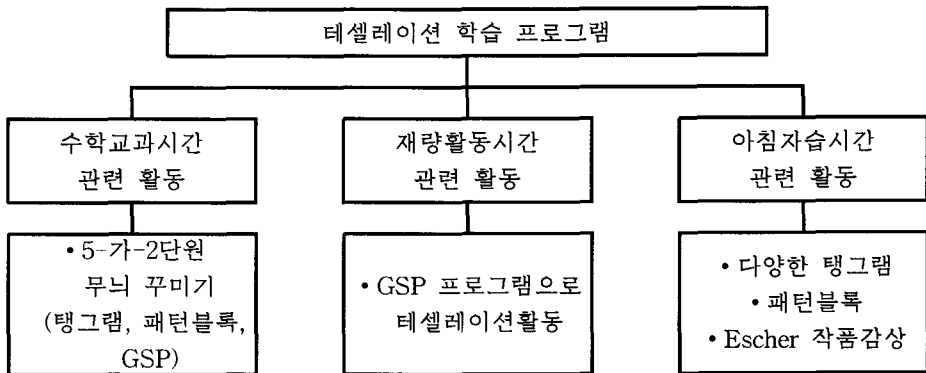 테셀레이션 학습 프로그램
수학교과시간
관련 활동
재량활동시간
관련 활동
아침자습시간
관련 활동
• 5-가-2단원
무늬 꾸미기
(탱그램, 패턴블록,
GSP)
• GSP 프로그램으로
테셀레이션활동
• 다양한 탱그램
• 패턴블록
• Escher 작품감상